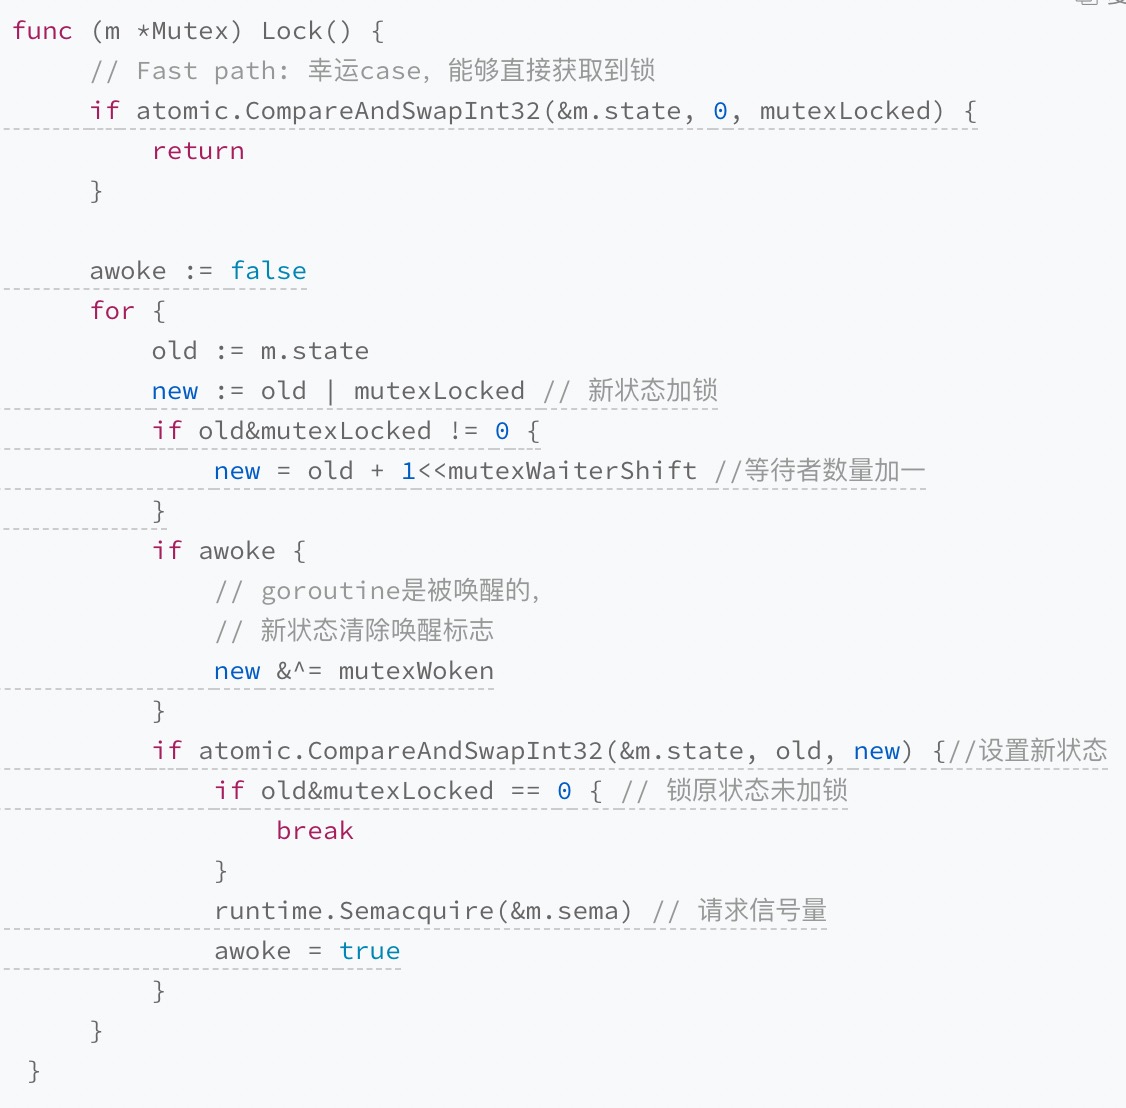 func (m *Mutex) Lock() {
// Fast path: 幸运case，能够直接获取到锁
if atomic.CompareAndSwapInt32(&m.state, 0, mutexLocked) {
return
}
awoke := false
for {
old := m.state
new := old | mutexLocked // 新状态加锁
if old&mutexLocked != 0 {
new = old + 1<<mutexWaiterShift //等待者数量加一
}
if awoke {
// goroutine是被唤醒的，
// 新状态清除唤醒标志
new &^= mutexWoken
}
if atomic.CompareAndSwapInt32(&m.state, old, new) {//设置新状态
if old&mutexLocked == 0 { // 锁原状态未加锁
break
}
runtime.Semacquire(&m.sema) // 请求信号量
awoke = true
}
}
}